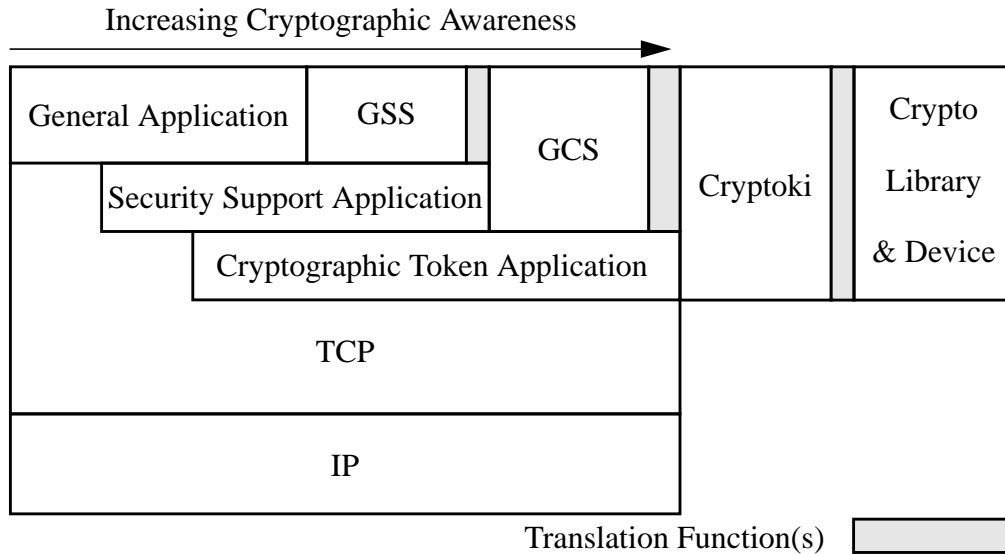 Increasing Cryptographic Awareness
General Application
GSS
GCS
Cryptoki
Crypto
Library
& Device
Security Support Application
Cryptographic Token Application
TCP
IP
Translation Function(s)